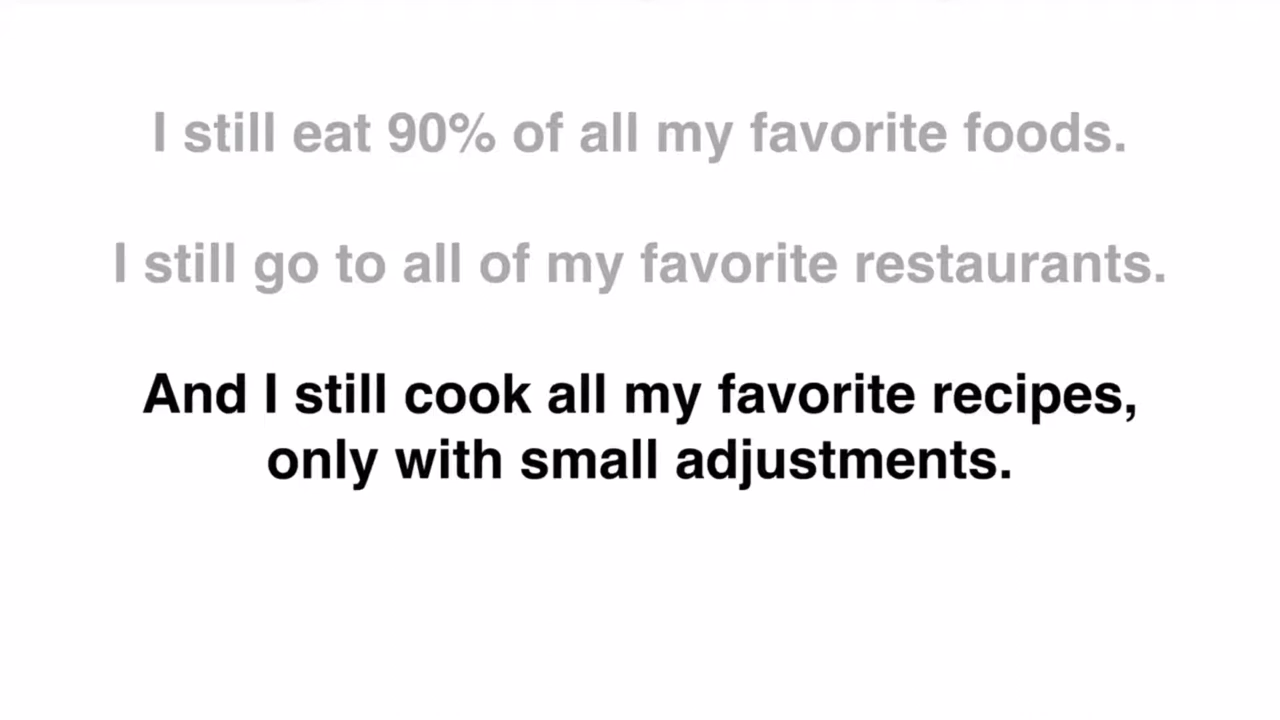 I still eat 90% of all my favorite foods.
I still go to all of my favorite restaurants.
And I still cook all my favorite recipes,
only with small adjustments.